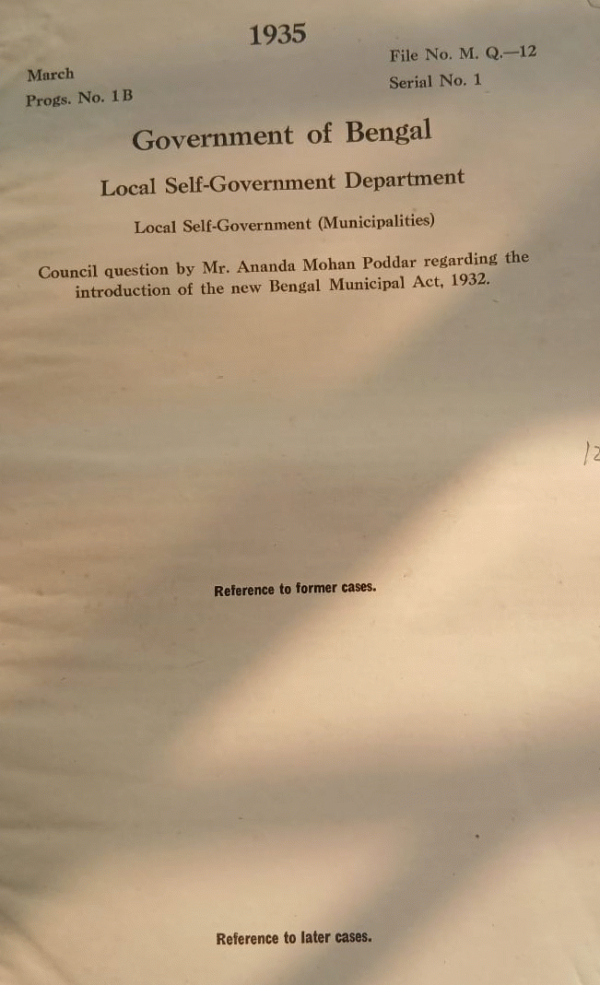 1935
March
File No. M. Q.—12
Progs. No. 1B
Serial No. 1
Government of Bengal
Local Self-Government Department
Local Self-Government (Municipalities)
Council question by Mr. Ananda Mohan Poddar regarding the
introduction of the new Bengal Municipal Act, 1932.
Reference to former cases.
Reference to later cases.